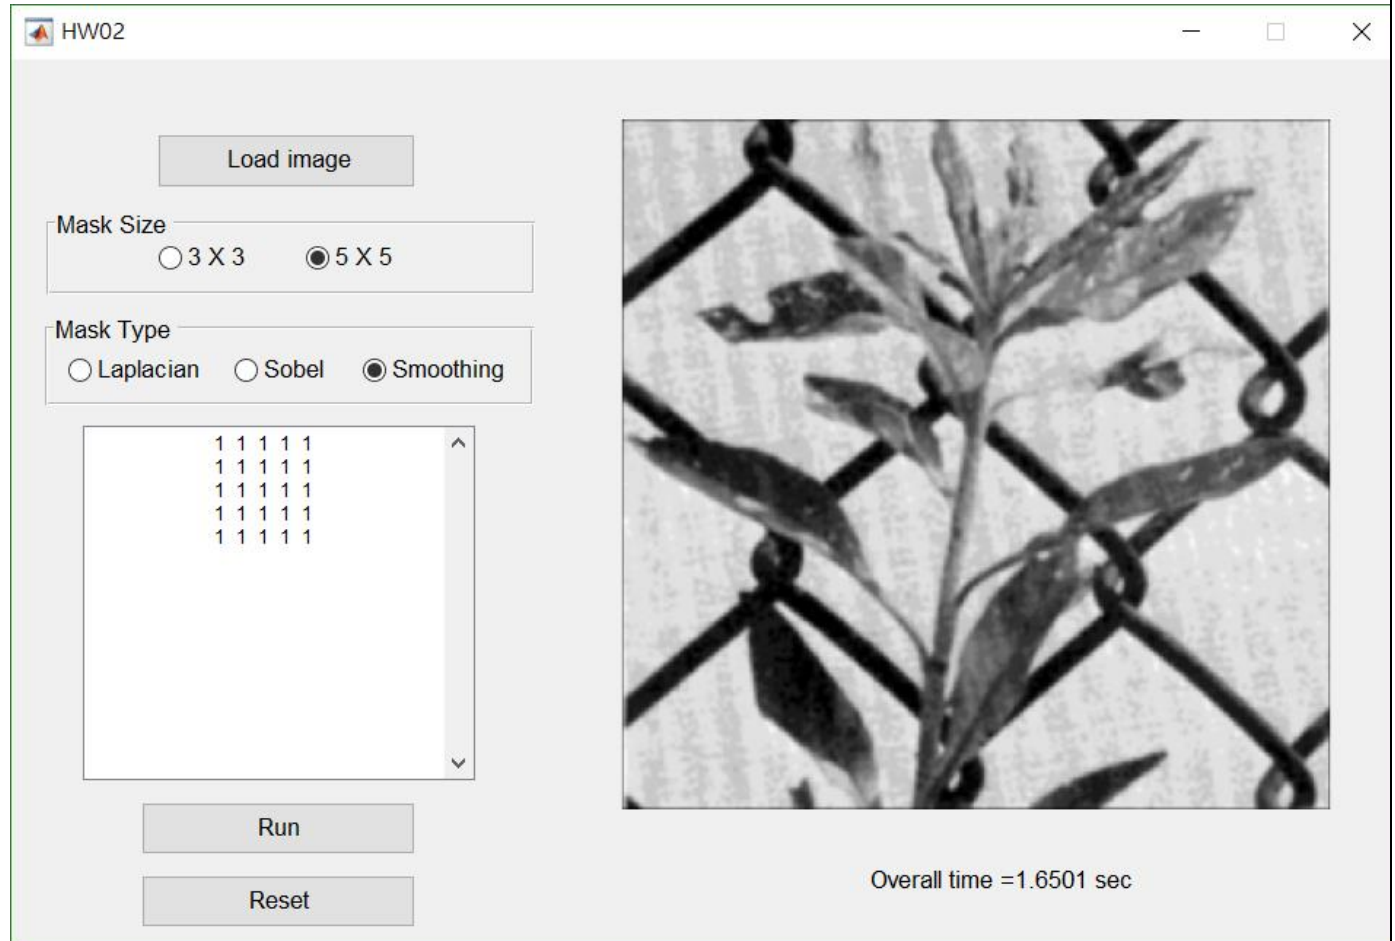 HW02
Load image
Mask Size
3 X 3 5 X 5
Mask Type
Laplacian Sobel Smoothing
1 1 1 1 1
1 1 1 1 1
1 1 1 1 1
1 1 1 1 1
1 1 1 1 1
Run
Reset
Overall time =1.6501 sec